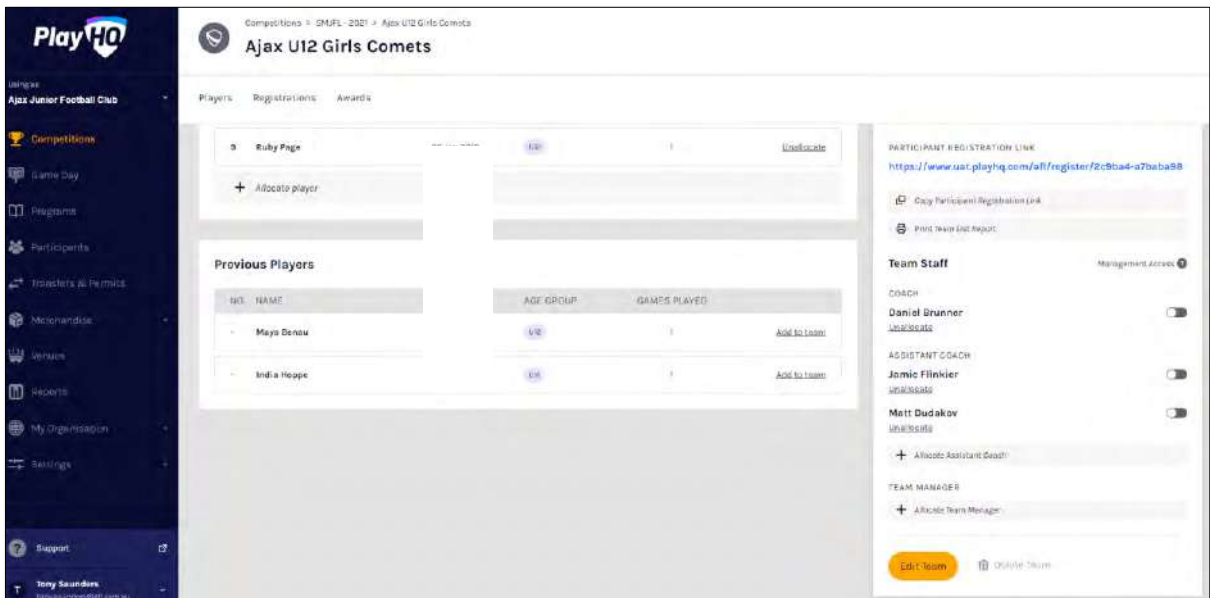 PlayHQ
Using as
Ajax Junior Football Club
Competitions
Game Day
Programs
Participants
Transfers & Permits
Merchandise
Venues
Reports
My Organisation
Settings
Support
T Tony Saunders
Competitions > SMJFL - 2021 > Ajax U12 Girls Comets
Ajax U12 Girls Comets
Players Registrations Awards
9 Ruby Page U12 1 Unallocate
+ Allocate player
Previous Players
NO. NAME AGE GROUP GAMES PLAYED
- Maya Benau U12 1 Add to team
- India Hoppe 1 Add to team
PARTICIPANT REGISTRATION LINK
https://www.uat.playhq.com/afl/register/2c9ba4-a7baba98
Copy Participant Registration Link
Print Team List Report
Team Staff Management Access ?
COACH
Daniel Brunner
Unallocate
ASSISTANT COACH
Jamie Flinkier
Unallocate
Matt Dudakov
Unallocate
+ Allocate Assistant Coach
TEAM MANAGER
+ Allocate Team Manager
Edit Team Delete Team